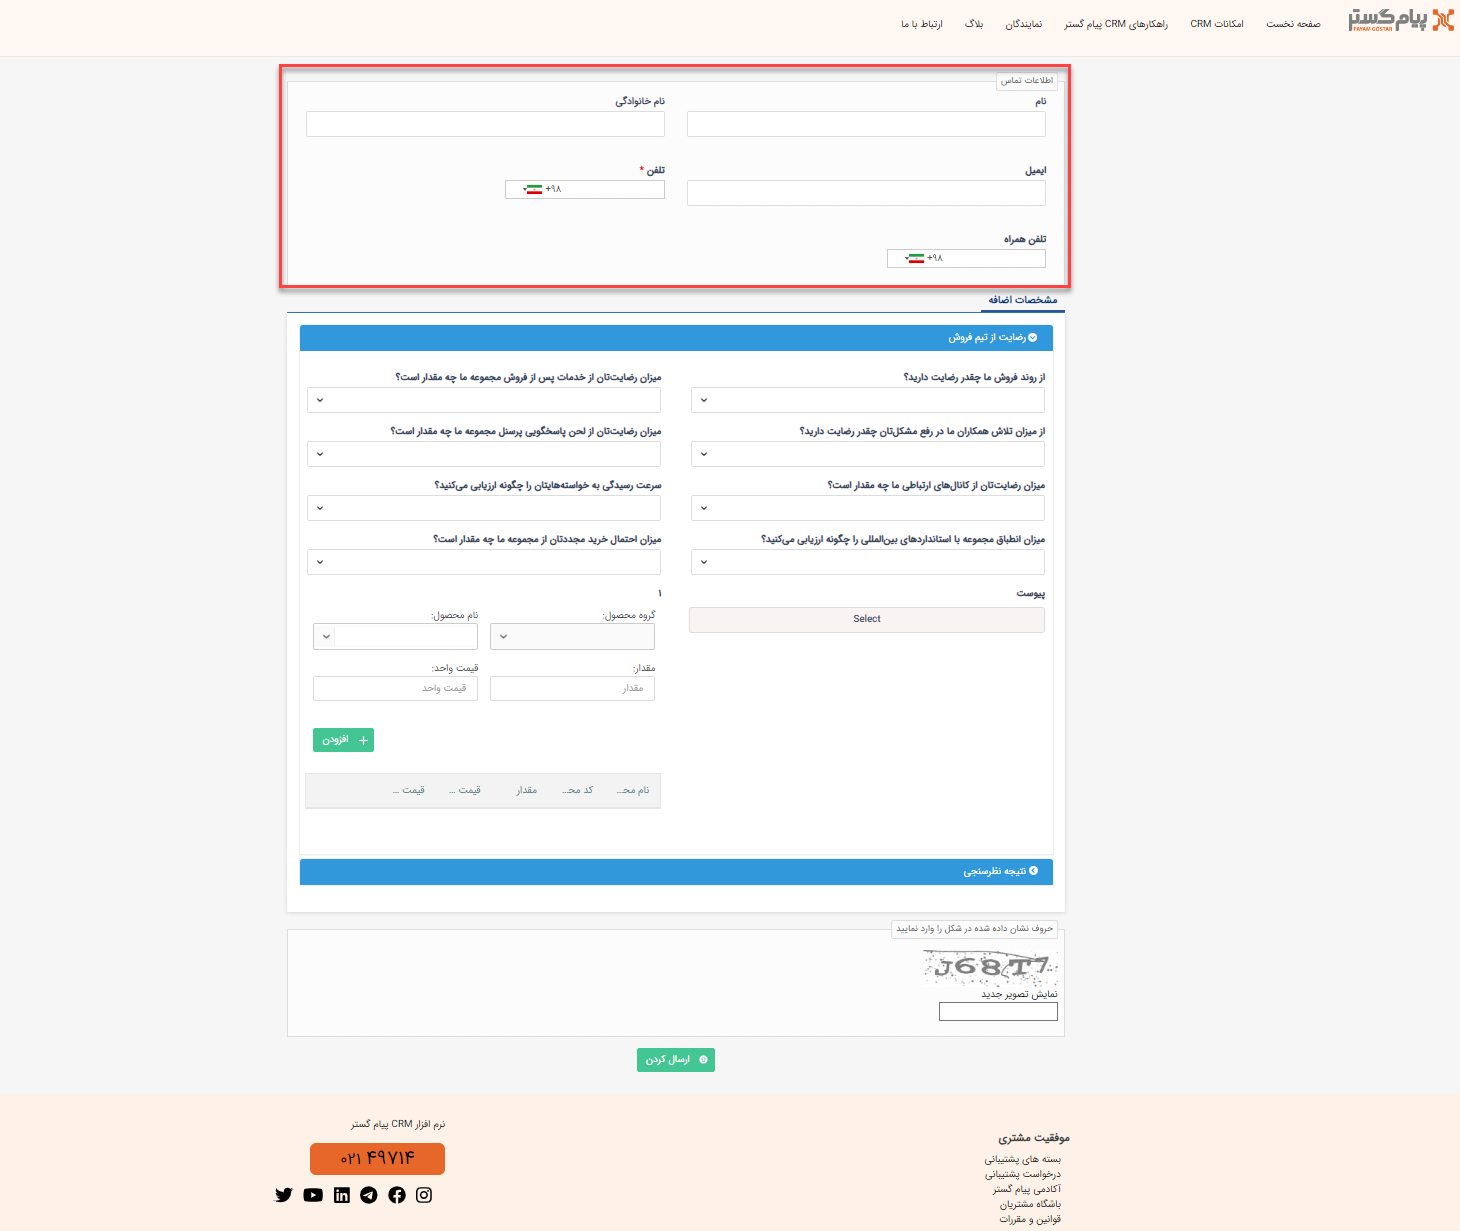 پیام گستر
PAYAM GOSTAR
صفحه نخست
امکانات CRM
راهکارهای CRM پیام گستر
نمایندگان
بلاگ
ارتباط با ما
اطلاعات تماس
نام
نام خانوادگی
ایمیل
تلفن *
+۹۸
تلفن همراه
+۹۸
مشخصات اضافه
رضایت از تیم فروش
از روند فروش ما چقدر رضایت دارید؟
میزان رضایت‌تان از خدمات پس از فروش مجموعه ما چه مقدار است؟
از میزان تلاش همکاران ما در رفع مشکل‌تان چقدر رضایت دارید؟
میزان رضایت‌تان از لحن پاسخگویی پرسنل مجموعه ما چه مقدار است؟
میزان رضایت‌تان از کانال‌های ارتباطی ما چه مقدار است؟
سرعت رسیدگی به خواسته‌هایتان را چگونه ارزیابی می‌کنید؟
میزان انطباق مجموعه با استانداردهای بین‌المللی را چگونه ارزیابی می‌کنید؟
میزان احتمال خرید مجددتان از مجموعه ما چه مقدار است؟
پیوست
۱
Select
گروه محصول:
نام محصول:
مقدار:
قیمت واحد:
مقدار
قیمت واحد
افزودن
نام مح...
کد مح...
مقدار
قیمت ...
قیمت ...
نتیجه نظرسنجی
حروف نشان داده شده در شکل را وارد نمایید
J68T7
نمایش تصویر جدید
ارسال کردن
موفقیت مشتری
بسته های پشتیبانی
درخواست پشتیبانی
آکادمی پیام گستر
باشگاه مشتریان
قوانین و مقررات
نرم افزار CRM پیام گستر
۰۲۱ ۴۹۷۱۴